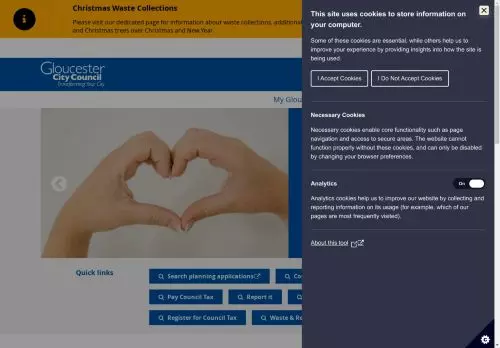 Christmas Waste Collections
Please visit our dedicated page for information about waste collections, additional
and Christmas trees over Christmas and New Year.
Gloucester
City Council
Transforming Your City
My Glou
Quick links
Search planning applications
Pay Council Tax
Report it
Register for Council Tax
Waste & Re
This site uses cookies to store information on
your computer.
Some of these cookies are essential, while others help us to
improve your experience by providing insights into how the site is
being used.
I Accept Cookies
I Do Not Accept Cookies
Necessary Cookies
Necessary cookies enable core functionality such as page
navigation and access to secure areas. The website cannot
function properly without these cookies, and can only be disabled
by changing your browser preferences.
Analytics
On
Analytics cookies help us to improve our website by collecting and
reporting information on its usage (for example, which of our
pages are most frequently visited).
About this tool